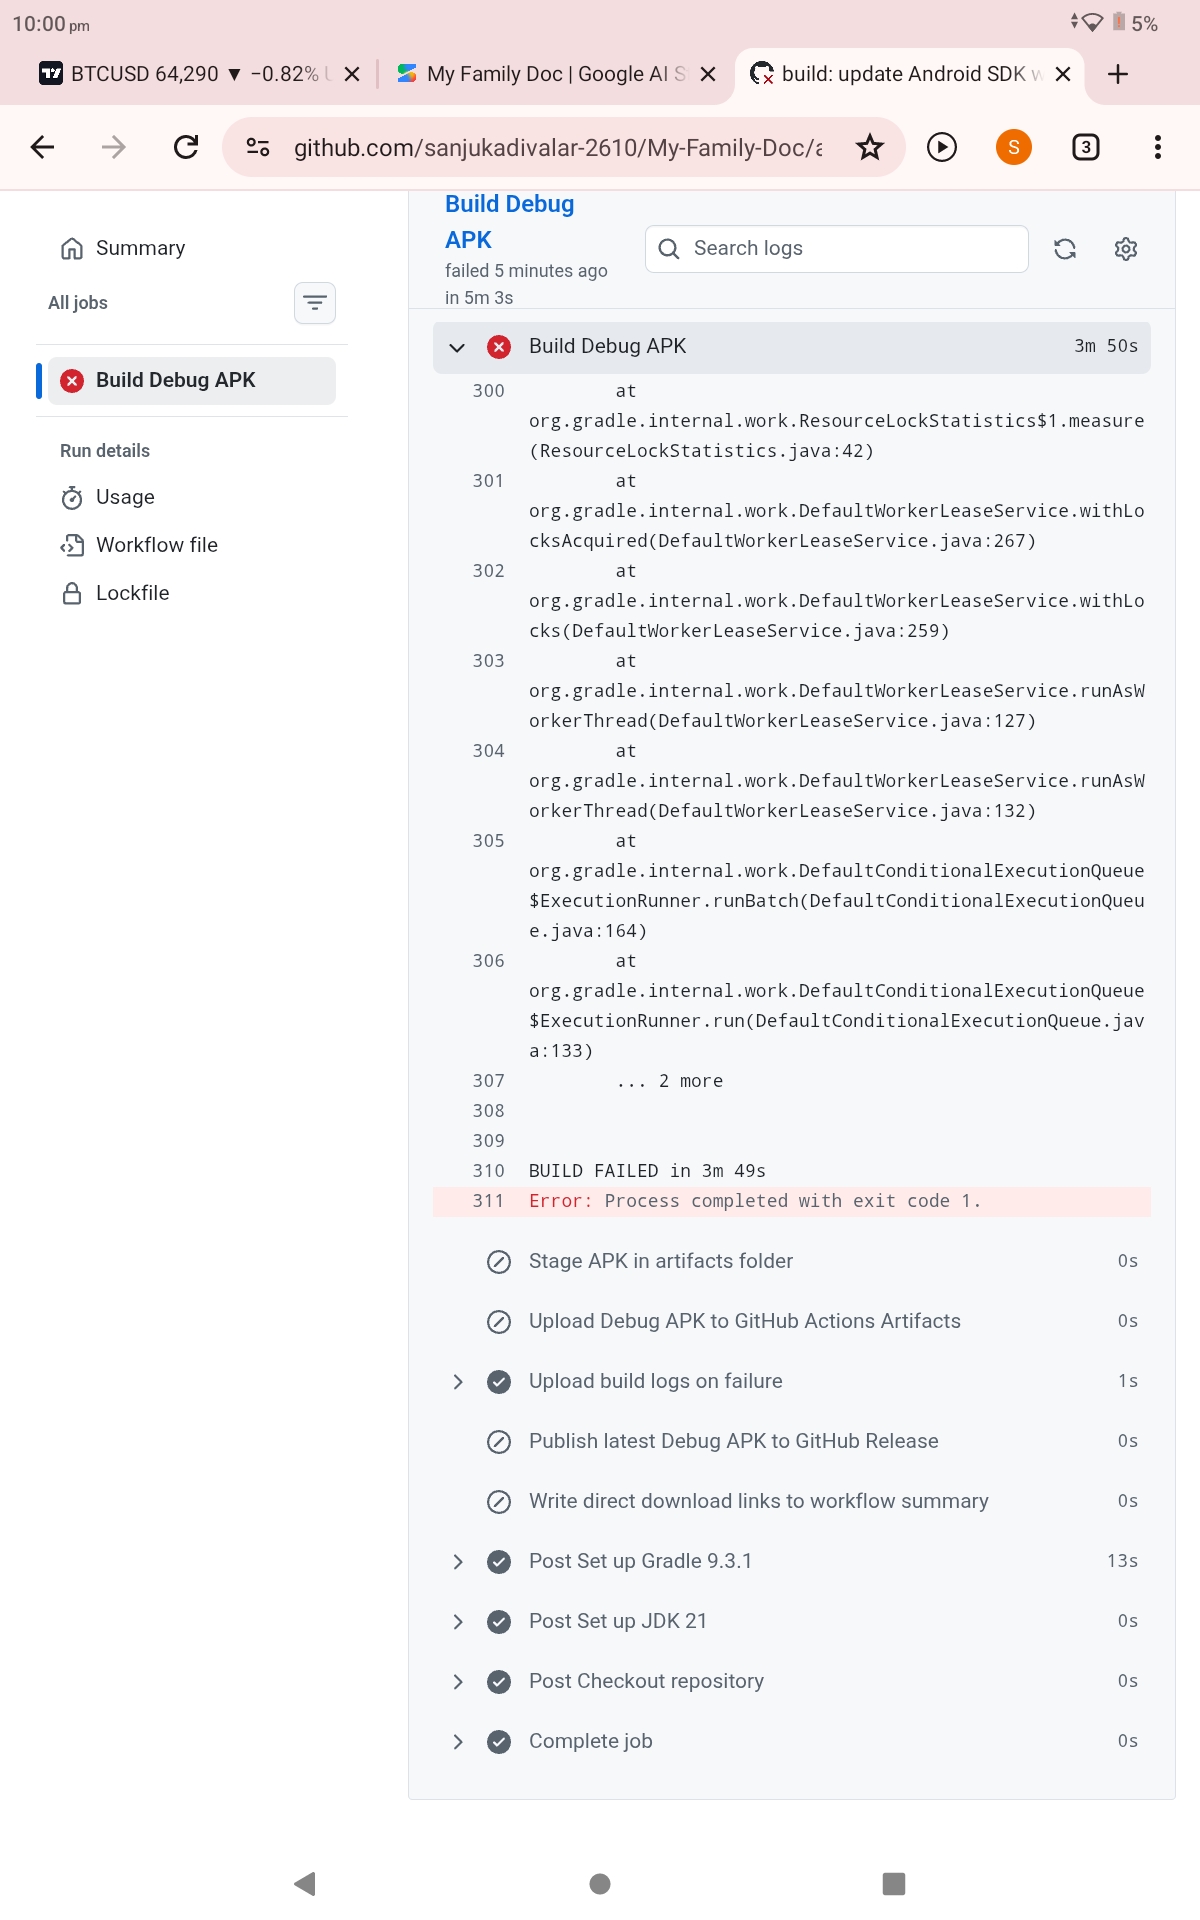 10:00 pm
5%
BTCUSD 64,290 ▼ −0.82%
My Family Doc | Google AI S
build: update Android SDK
github.com/sanjukadivalar-2610/My-Family-Doc/a
S
3
Build Debug
APK
failed 5 minutes ago
in 5m 3s
Search logs
Summary
All jobs
Build Debug APK
Run details
Usage
Workflow file
Lockfile
Build Debug APK 3m 50s
300 at
org.gradle.internal.work.ResourceLockStatistics$1.measure
(ResourceLockStatistics.java:42)
301 at
org.gradle.internal.work.DefaultWorkerLeaseService.withLo
cksAcquired(DefaultWorkerLeaseService.java:267)
302 at
org.gradle.internal.work.DefaultWorkerLeaseService.withLo
cks(DefaultWorkerLeaseService.java:259)
303 at
org.gradle.internal.work.DefaultWorkerLeaseService.runAsW
orkerThread(DefaultWorkerLeaseService.java:127)
304 at
org.gradle.internal.work.DefaultWorkerLeaseService.runAsW
orkerThread(DefaultWorkerLeaseService.java:132)
305 at
org.gradle.internal.work.DefaultConditionalExecutionQueue
$ExecutionRunner.runBatch(DefaultConditionalExecutionQueu
e.java:164)
306 at
org.gradle.internal.work.DefaultConditionalExecutionQueue
$ExecutionRunner.run(DefaultConditionalExecutionQueue.jav
a:133)
307 ... 2 more
308
309
310 BUILD FAILED in 3m 49s
311 Error: Process completed with exit code 1.
Stage APK in artifacts folder 0s
Upload Debug APK to GitHub Actions Artifacts 0s
Upload build logs on failure 1s
Publish latest Debug APK to GitHub Release 0s
Write direct download links to workflow summary 0s
Post Set up Gradle 9.3.1 13s
Post Set up JDK 21 0s
Post Checkout repository 0s
Complete job 0s